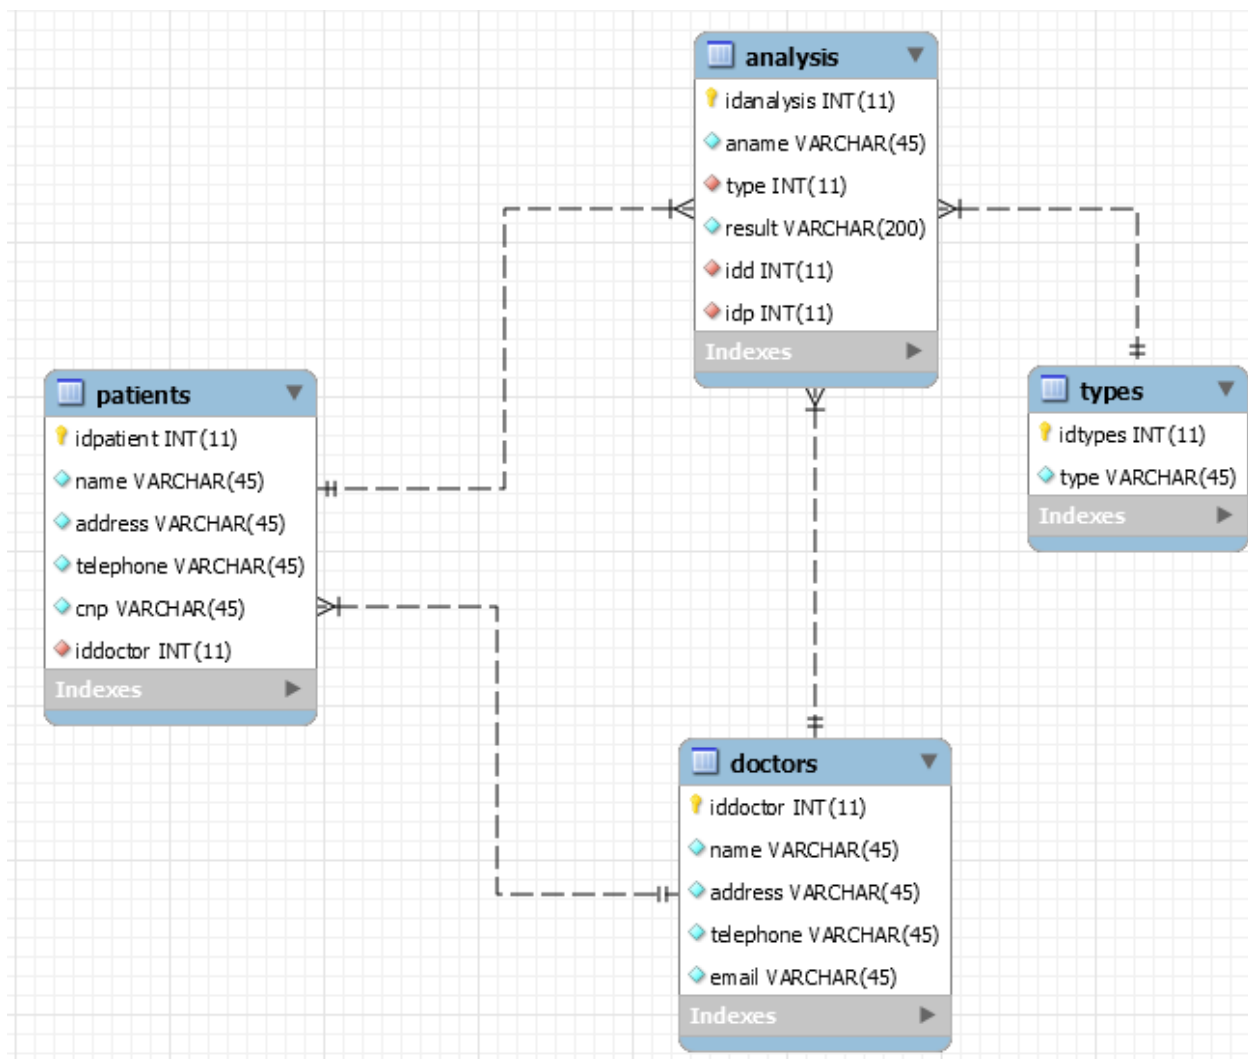 analysis
idanalysis INT(11)
aname VARCHAR(45)
type INT(11)
result VARCHAR(200)
idd INT(11)
idp INT(11)
Indexes
patients
idpatient INT(11)
name VARCHAR(45)
address VARCHAR(45)
telephone VARCHAR(45)
cnp VARCHAR(45)
iddoctor INT(11)
Indexes
types
idtypes INT(11)
type VARCHAR(45)
Indexes
doctors
iddoctor INT(11)
name VARCHAR(45)
address VARCHAR(45)
telephone VARCHAR(45)
email VARCHAR(45)
Indexes